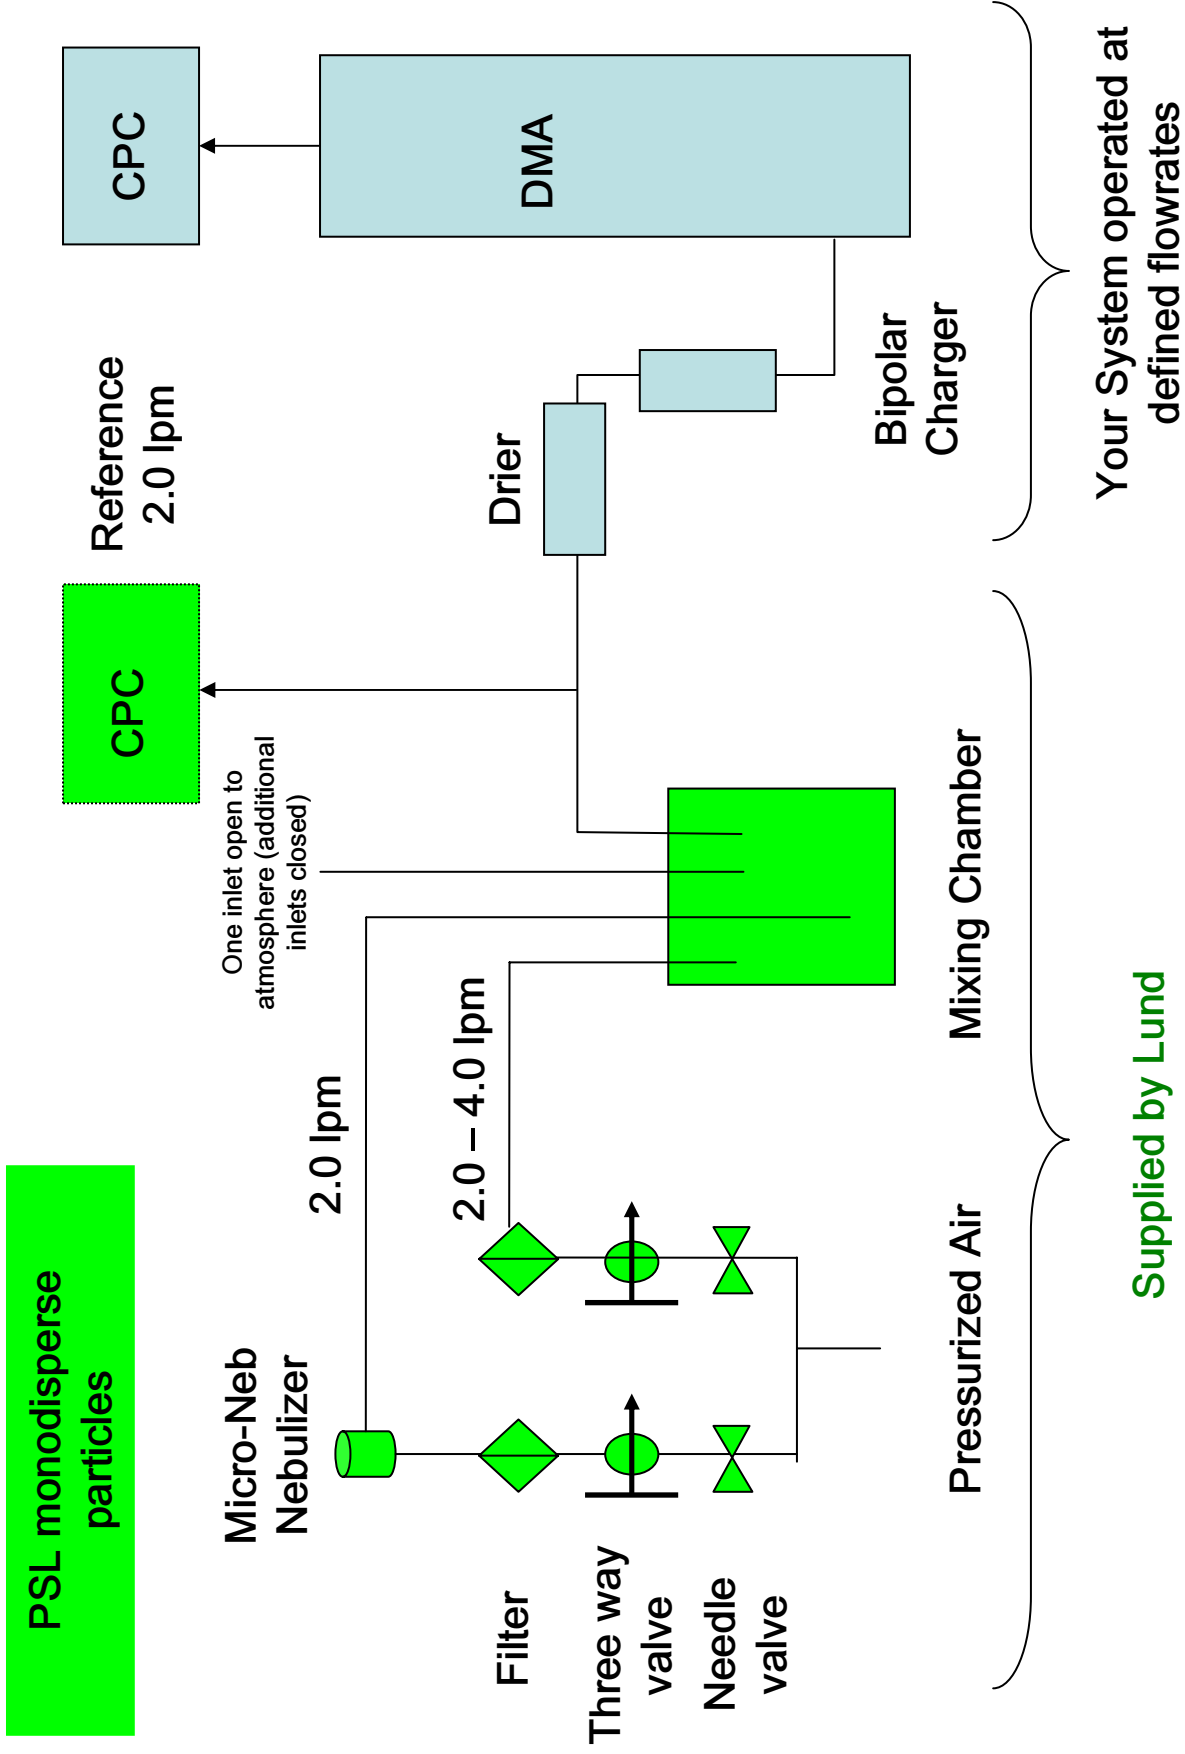 PSL monodisperse
particles
Micro-Neb
Nebulizer
Filter
Three way
valve
Needle
valve
2.0 lpm
2.0 – 4.0 lpm
One inlet open to
atmosphere (additional
inlets closed)
CPC
Reference
2.0 lpm
CPC
Drier
DMA
Bipolar
Charger
Pressurized Air
Mixing Chamber
Supplied by Lund
Your System operated at
defined flowrates